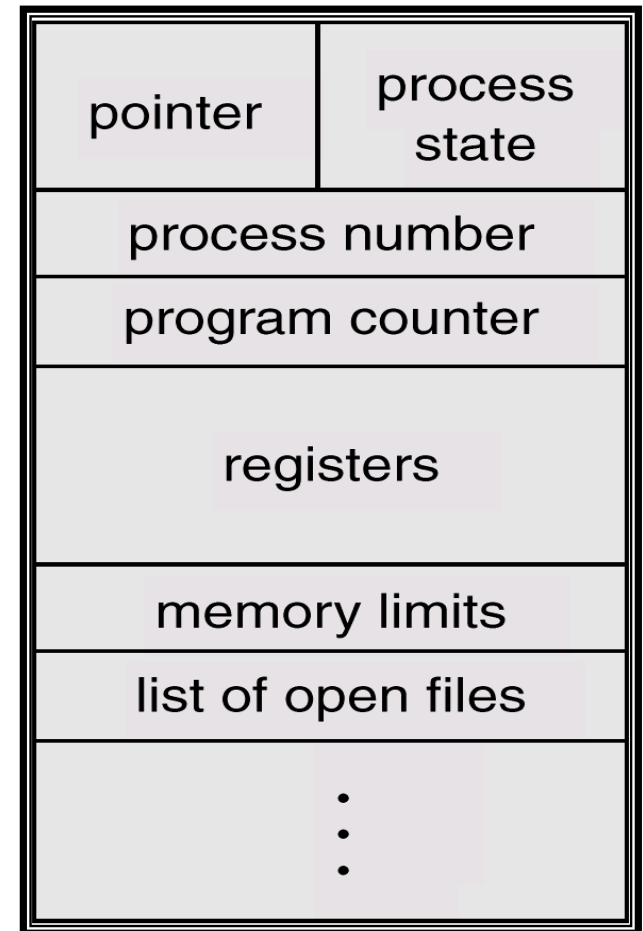 pointer
process
state
process number
program counter
registers
memory limits
list of open files